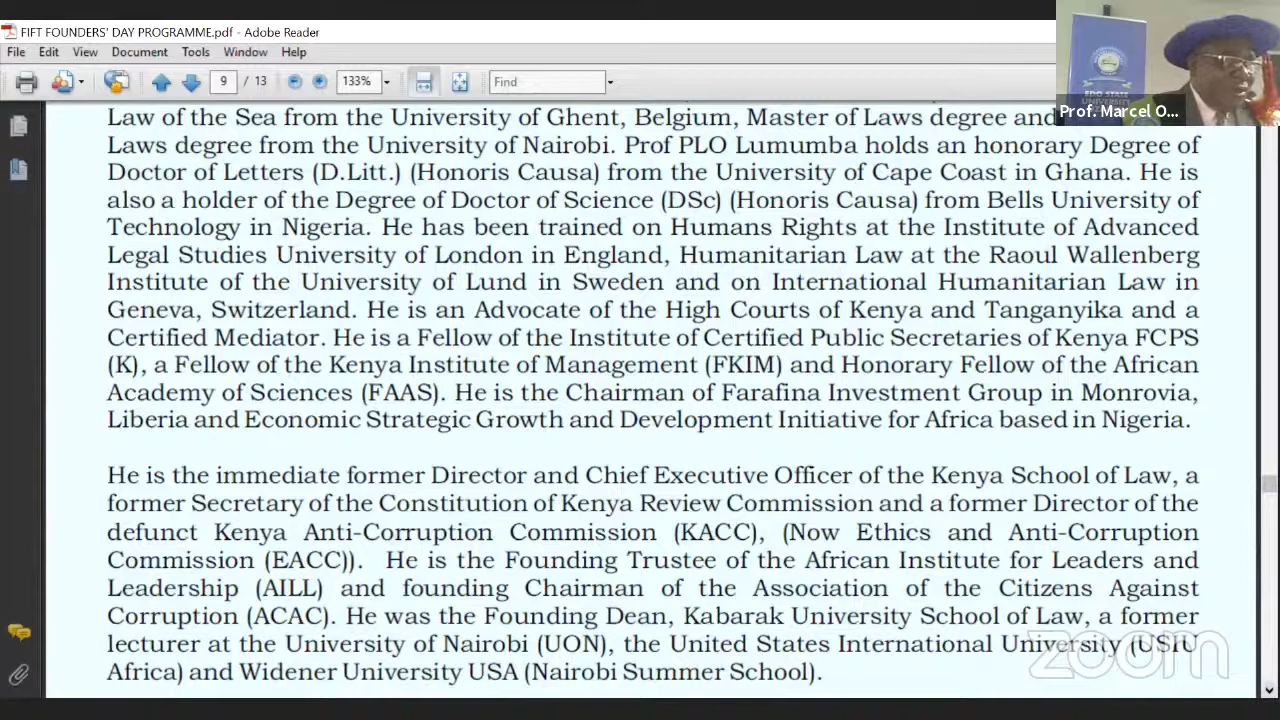 FIFT FOUNDERS' DAY PROGRAMME.pdf - Adobe Reader
File Edit View Document Tools Window Help
9 / 13 133% Find
EDO STATE
UNIVERSITY
Prof. Marcel O...
Law of the Sea from the University of Ghent, Belgium, Master of Laws degree and
Laws degree from the University of Nairobi. Prof PLO Lumumba holds an honorary Degree of
Doctor of Letters (D.Litt.) (Honoris Causa) from the University of Cape Coast in Ghana. He is
also a holder of the Degree of Doctor of Science (DSc) (Honoris Causa) from Bells University of
Technology in Nigeria. He has been trained on Humans Rights at the Institute of Advanced
Legal Studies University of London in England, Humanitarian Law at the Raoul Wallenberg
Institute of the University of Lund in Sweden and on International Humanitarian Law in
Geneva, Switzerland. He is an Advocate of the High Courts of Kenya and Tanganyika and a
Certified Mediator. He is a Fellow of the Institute of Certified Public Secretaries of Kenya FCPS
(K), a Fellow of the Kenya Institute of Management (FKIM) and Honorary Fellow of the African
Academy of Sciences (FAAS). He is the Chairman of Farafina Investment Group in Monrovia,
Liberia and Economic Strategic Growth and Development Initiative for Africa based in Nigeria.
He is the immediate former Director and Chief Executive Officer of the Kenya School of Law, a
former Secretary of the Constitution of Kenya Review Commission and a former Director of the
defunct Kenya Anti-Corruption Commission (KACC), (Now Ethics and Anti-Corruption
Commission (EACC)). He is the Founding Trustee of the African Institute for Leaders and
Leadership (AILL) and founding Chairman of the Association of the Citizens Against
Corruption (ACAC). He was the Founding Dean, Kabarak University School of Law, a former
lecturer at the University of Nairobi (UON), the United States International University (USIU
Africa) and Widener University USA (Nairobi Summer School).
zoom